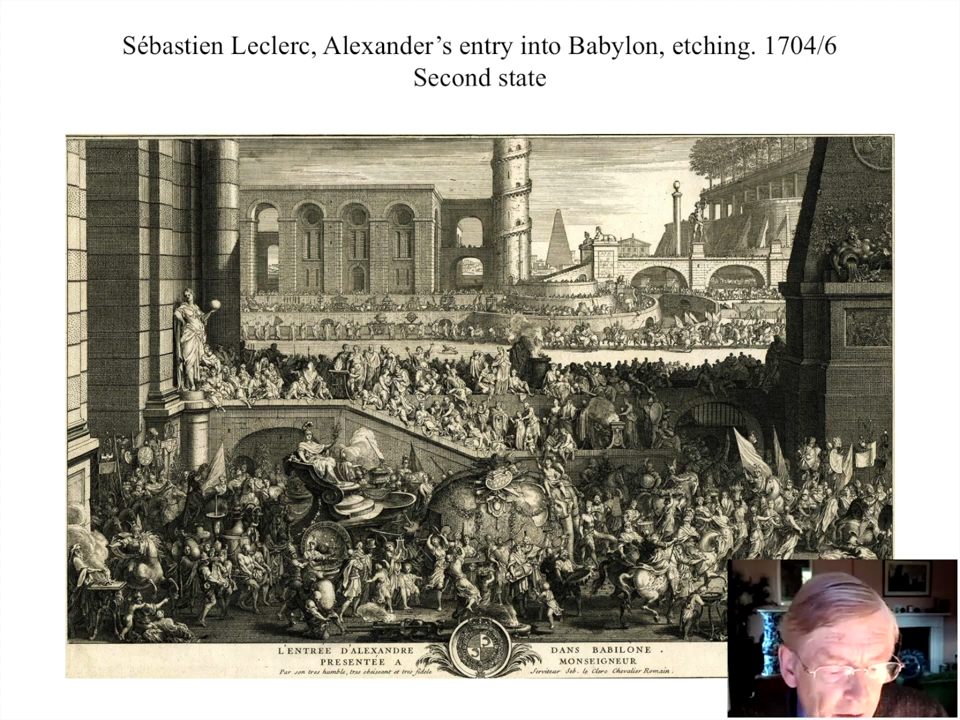 Sébastien Leclerc, Alexander’s entry into Babylon, etching. 1704/6
Second state
L'ENTREE D'ALEXANDRE DANS BABILONE .
PRESENTEE A MONSEIGNEUR
Par son tres humble, tres obeissant et tres fidele Serviteur Seb. le Clerc Chevalier Romain .